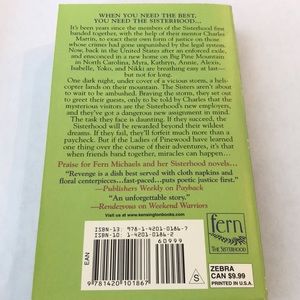 WHEN YOU NEED THE BEST,
YOU NEED THE SISTERHOOD…
It's been years since the members of the Sisterhood first
banded together, with the help of their mentor Charles
Martin, to exact their own form of justice on those
whose crimes had gone unpunished by the legal system.
Now, back in the United States after an enforced exile,
and ensconced in a new home on Big Pine Mountain
in North Carolina, Myra, Kathryn, Annie, Alexis,
Isabelle, Yoko, and Nikki are breathing easy at last—
but not for long.
One dark night, under cover of a vicious storm, a heli-
copter lands on their mountain. The Sisters aren't about
to wait to be ambushed. Braving the storm, they set out
to greet their guests, only to be told by Charles that the
mysterious visitors are the Sisterhood's new employers,
and they've got a dangerous new assignment in mind.
The task they face is daunting. If they succeed, the
Sisterhood will be rewarded beyond their wildest
dreams. If they fail, they'll forfeit much more than a
paycheck. But if the Ladies of Pinewood have learned
one thing over the course of their adventures, it's that
when friends band together, miracles can happen…
Praise for Fern Michaels and her Sisterhood novels…
"Revenge is a dish best served with cloth napkins and
floral centerpieces…fast-paced…puts poetic justice first."
—Publishers Weekly on Payback
"An unforgettable story."
—Rendezvous on Weekend Warriors
Visit us at www.kensingtonbooks.com
ISBN-13: 978-1-4201-0186-7
ISBN-10: 1-4201-0186-2
60999
EAN
9781420101867
S
fern
THE SISTERHOOD
ZEBRA
CAN $9.99
PRINTED IN U.S.A.